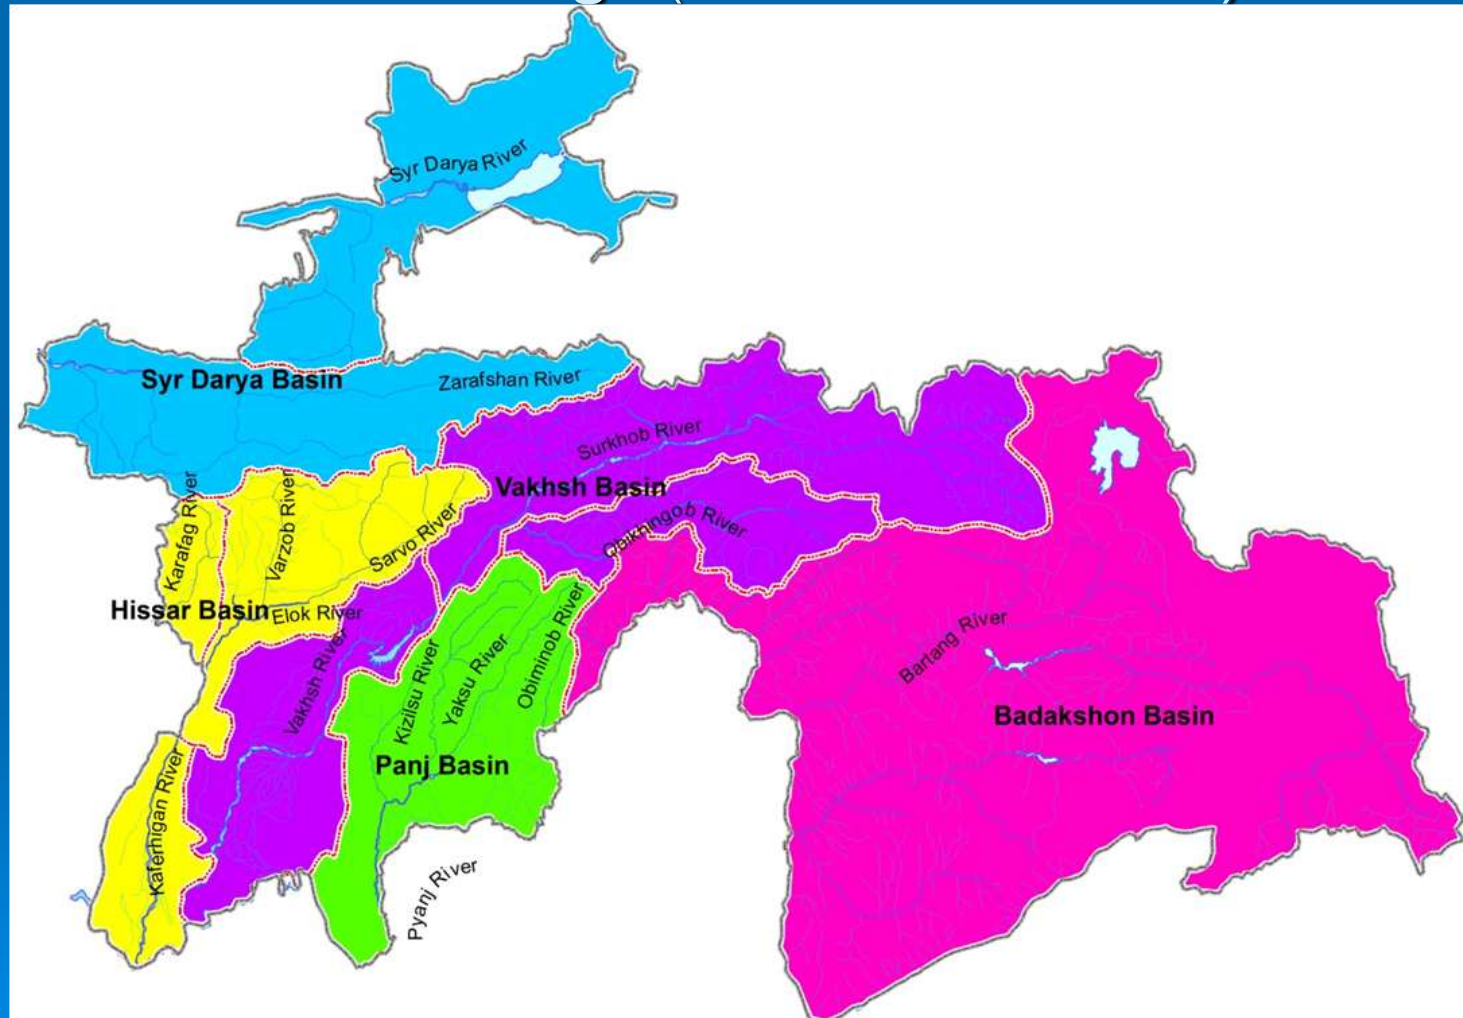 Syr Darya River
Syr Darya Basin
Zarafshan River
Surkhob River
Vakhsh Basin
Obikhingob River
Karafag River
Varzob River
Sarvo River
Hissar Basin
Elok River
Vakhsh River
Kizilsu River
Yaksu River
Obiminob River
Bartang River
Badakshon Basin
Panj Basin
Kafernigan River
Pyanj River